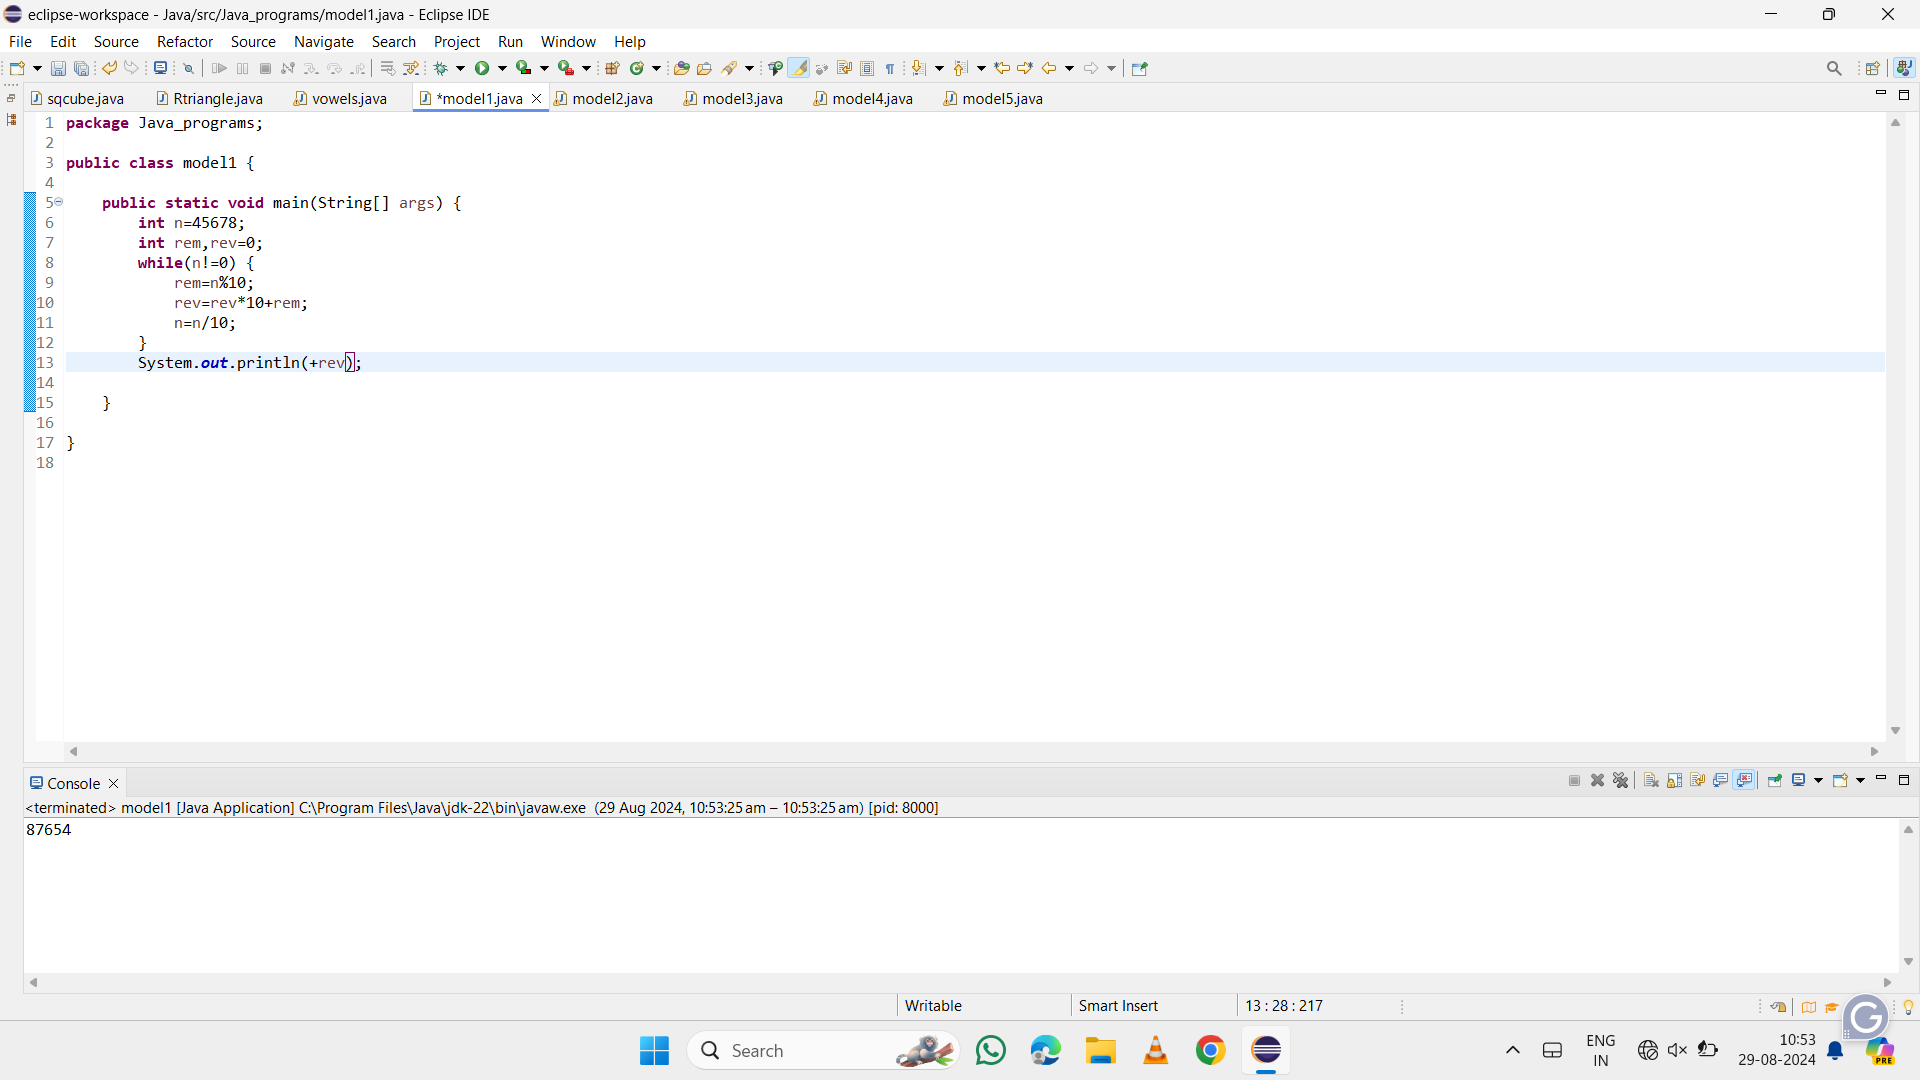 eclipse-workspace - Java/src/Java_programs/model1.java - Eclipse IDE
File Edit Source Refactor Source Navigate Search Project Run Window Help
sqcube.java Rtriangle.java vowels.java *model1.java model2.java model3.java model4.java model5.java
1 package Java_programs;
2
3 public class model1 {
4
5 public static void main(String[] args) {
6 int n=45678;
7 int rem,rev=0;
8 while(n!=0) {
9 rem=n%10;
10 rev=rev*10+rem;
11 n=n/10;
12 }
13 System.out.println(+rev);
14
15 }
16
17 }
18
Console
<terminated> model1 [Java Application] C:\Program Files\Java\jdk-22\bin\javaw.exe (29 Aug 2024, 10:53:25 am – 10:53:25 am) [pid: 8000]
87654
Writable Smart Insert 13 : 28 : 217
Search
ENG
IN
10:53
29-08-2024
PRE